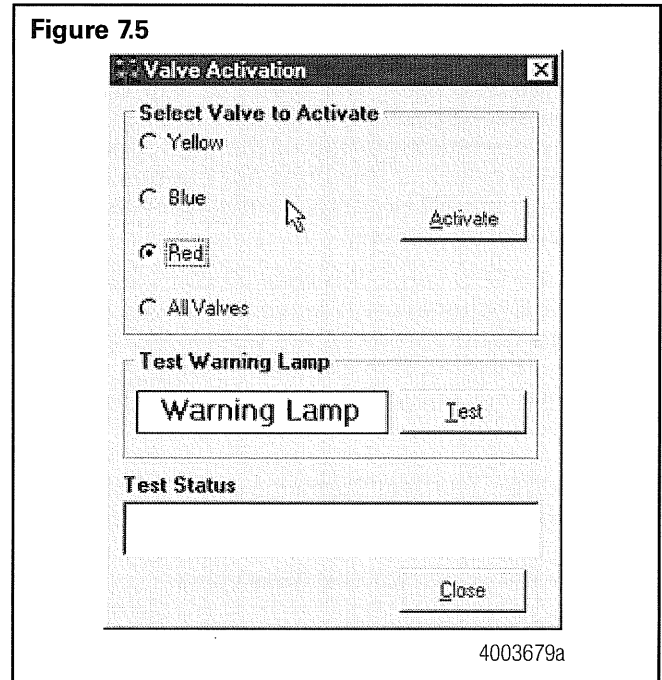 Figure 7.5
Valve Activation
Select Valve to Activate
Yellow
Blue
Activate
Red
All Valves
Test Warning Lamp
Warning Lamp Test
Test Status
Close
4003679a